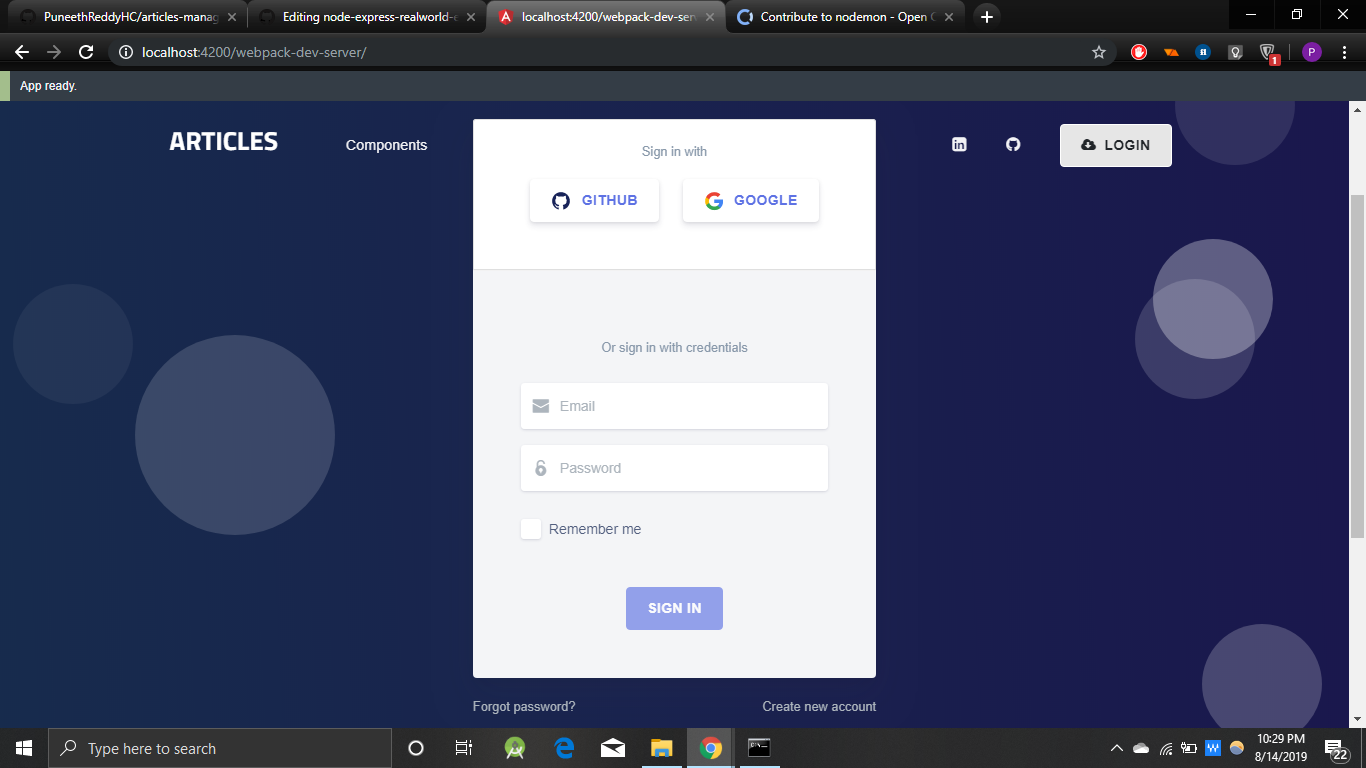 PuneethReddyHC/articles-manag
Editing node-express-realworld-e
localhost:4200/webpack-dev-serv
Contribute to nodemon - Open C
localhost:4200/webpack-dev-server/
1
P
App ready.
ARTICLES
Components
LOGIN
Sign in with
GITHUB
GOOGLE
Or sign in with credentials
Email
Password
Remember me
SIGN IN
Forgot password?
Create new account
Type here to search
10:29 PM
8/14/2019
22